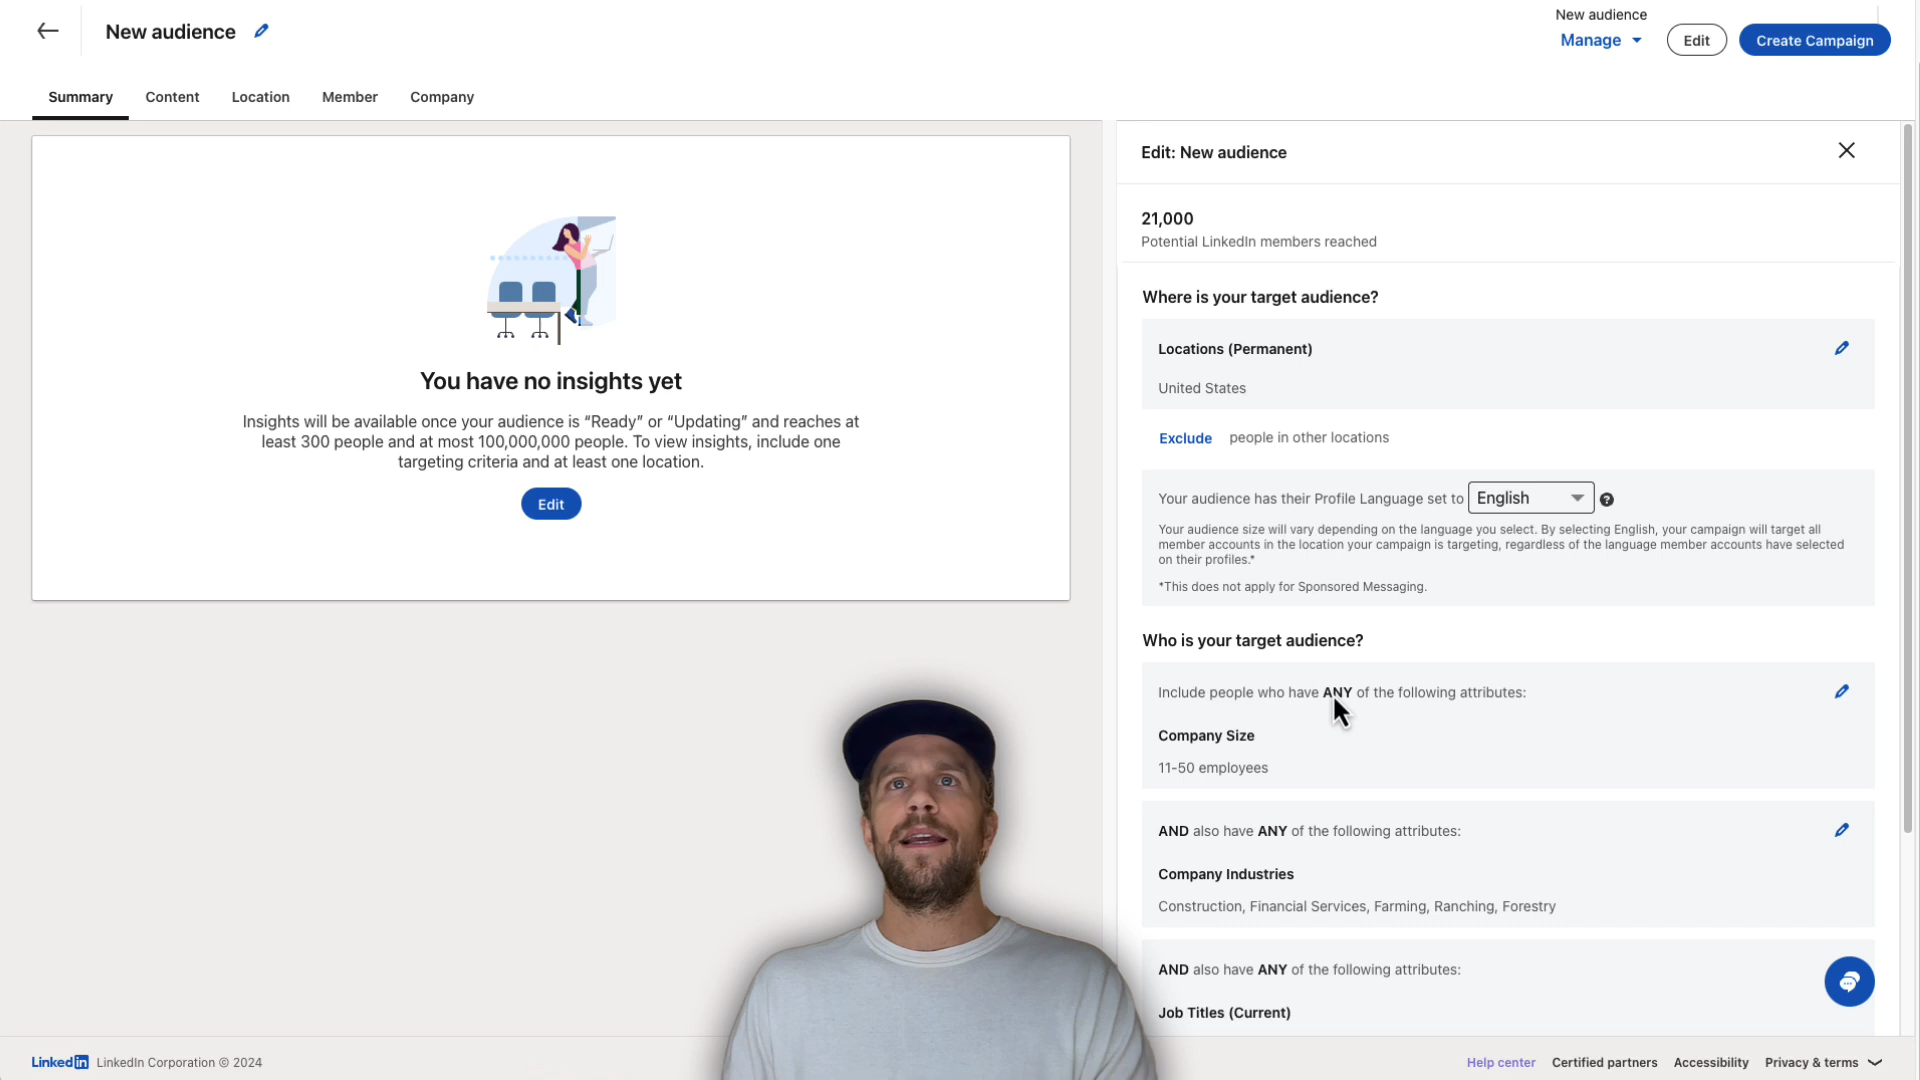 New audience
New audience
Manage
Edit
Create Campaign
Summary
Content
Location
Member
Company
You have no insights yet
Insights will be available once your audience is “Ready” or “Updating” and reaches at
least 300 people and at most 100,000,000 people. To view insights, include one
targeting criteria and at least one location.
Edit
Edit: New audience
21,000
Potential LinkedIn members reached
Where is your target audience?
Locations (Permanent)
United States
Exclude people in other locations
Your audience has their Profile Language set to English
Your audience size will vary depending on the language you select. By selecting English, your campaign will target all
member accounts in the location your campaign is targeting, regardless of the language member accounts have selected
on their profiles.*
*This does not apply for Sponsored Messaging.
Who is your target audience?
Include people who have ANY of the following attributes:
Company Size
11-50 employees
AND also have ANY of the following attributes:
Company Industries
Construction, Financial Services, Farming, Ranching, Forestry
AND also have ANY of the following attributes:
Job Titles (Current)
LinkedIn LinkedIn Corporation © 2024
Help center
Certified partners
Accessibility
Privacy & terms